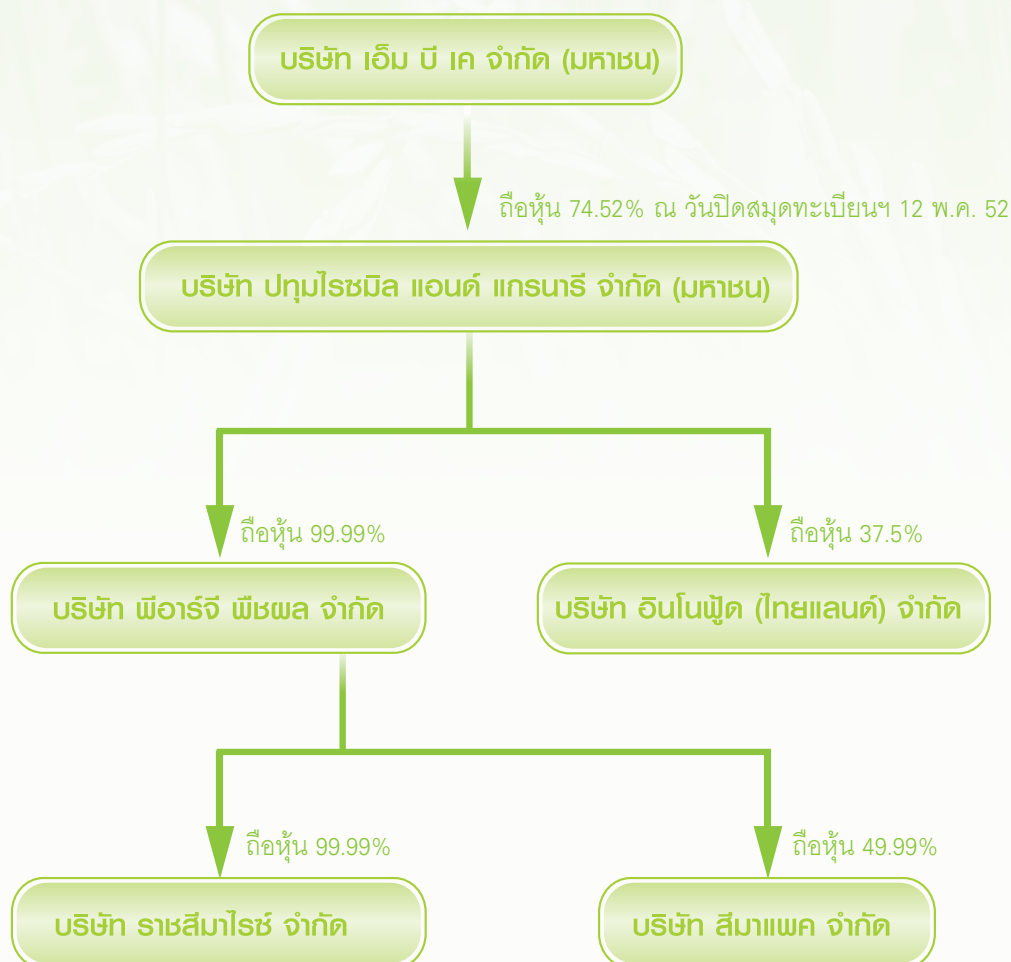 บริษัท เอ็ม บี เค จำกัด (มหาชน)
ถือหุ้น 74.52% ณ วันปิดสมุดทะเบียนฯ 12 พ.ค. 52
บริษัท ปทุมไรซมิล แอนด์ แกรนารี จำกัด (มหาชน)
ถือหุ้น 99.99%
ถือหุ้น 37.5%
บริษัท พีอาร์จี พืชผล จำกัด
บริษัท อินโนฟู้ด (ไทยแลนด์) จำกัด
ถือหุ้น 99.99%
ถือหุ้น 49.99%
บริษัท ราชสีมาไรซ์ จำกัด
บริษัท สีมาแพค จำกัด